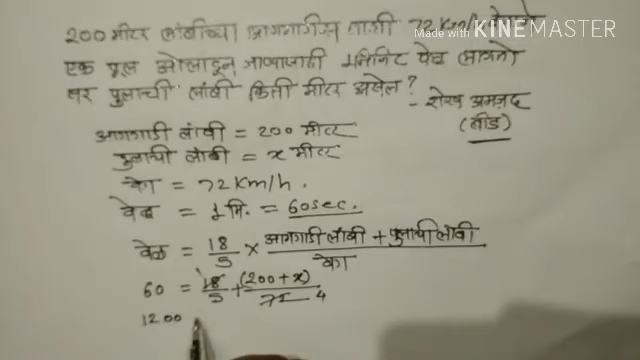 Made with KINEMASTER
200 मीटर लांबीच्या आगगाडीस ताशी 72 Km/h
एक पूल ओलांडून जाण्यासाठी 1 मिनिट वेळ लागतो
तर पुलाची लांबी किती मीटर असेल?
- शेख अमजद
(बीड)
आगगाडी लांबी = 200 मीटर
पुलाची लांबी = x मीटर
वेग = 72 Km/h.
वेळ = 1 मि. = 60 sec.
वेळ = 18/5 × आगगाडी लांबी + पुलाची लांबी / वेग
60 = 18/5 + (200+x) / 72 4
1200